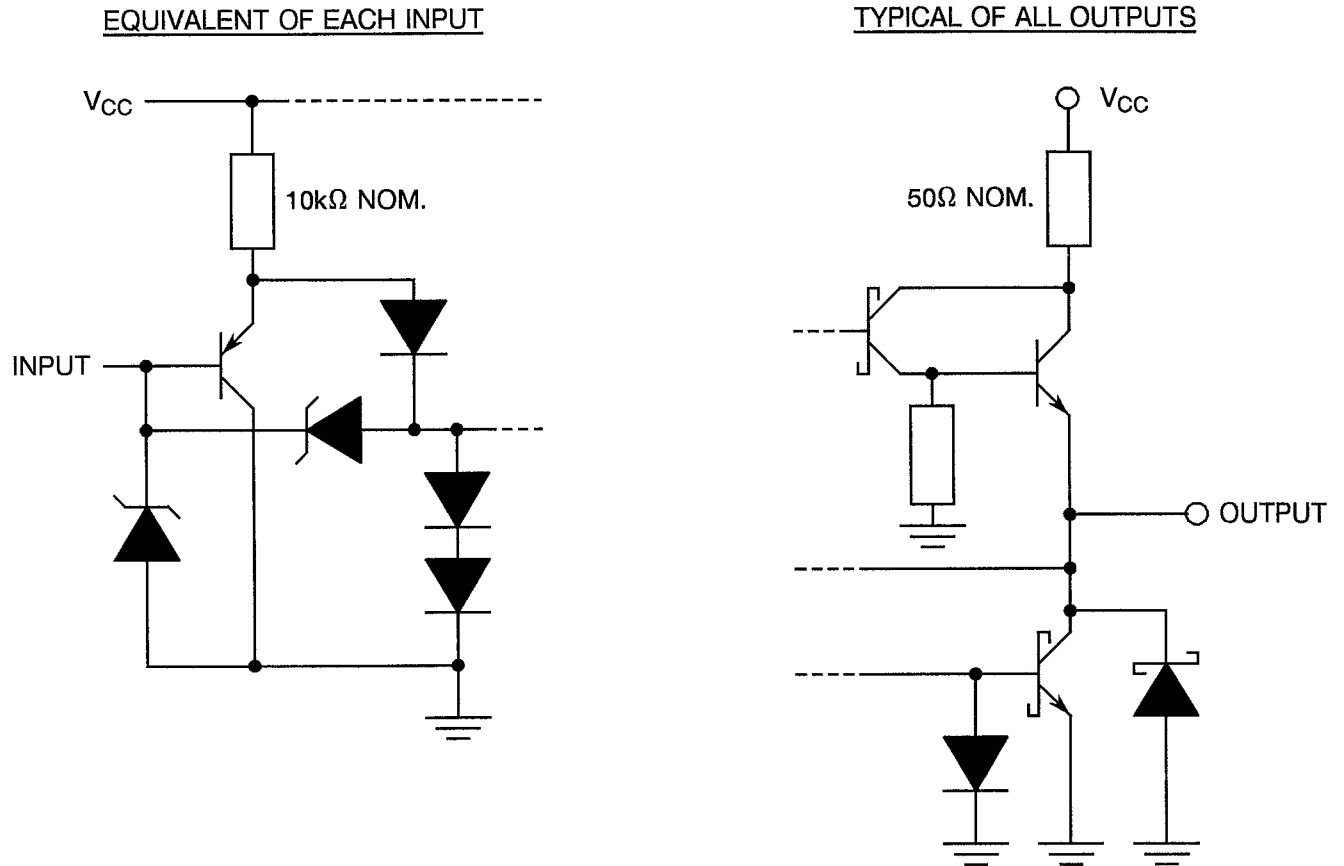 EQUIVALENT OF EACH INPUT
VCC
10kΩ NOM.
INPUT
TYPICAL OF ALL OUTPUTS
VCC
50Ω NOM.
OUTPUT